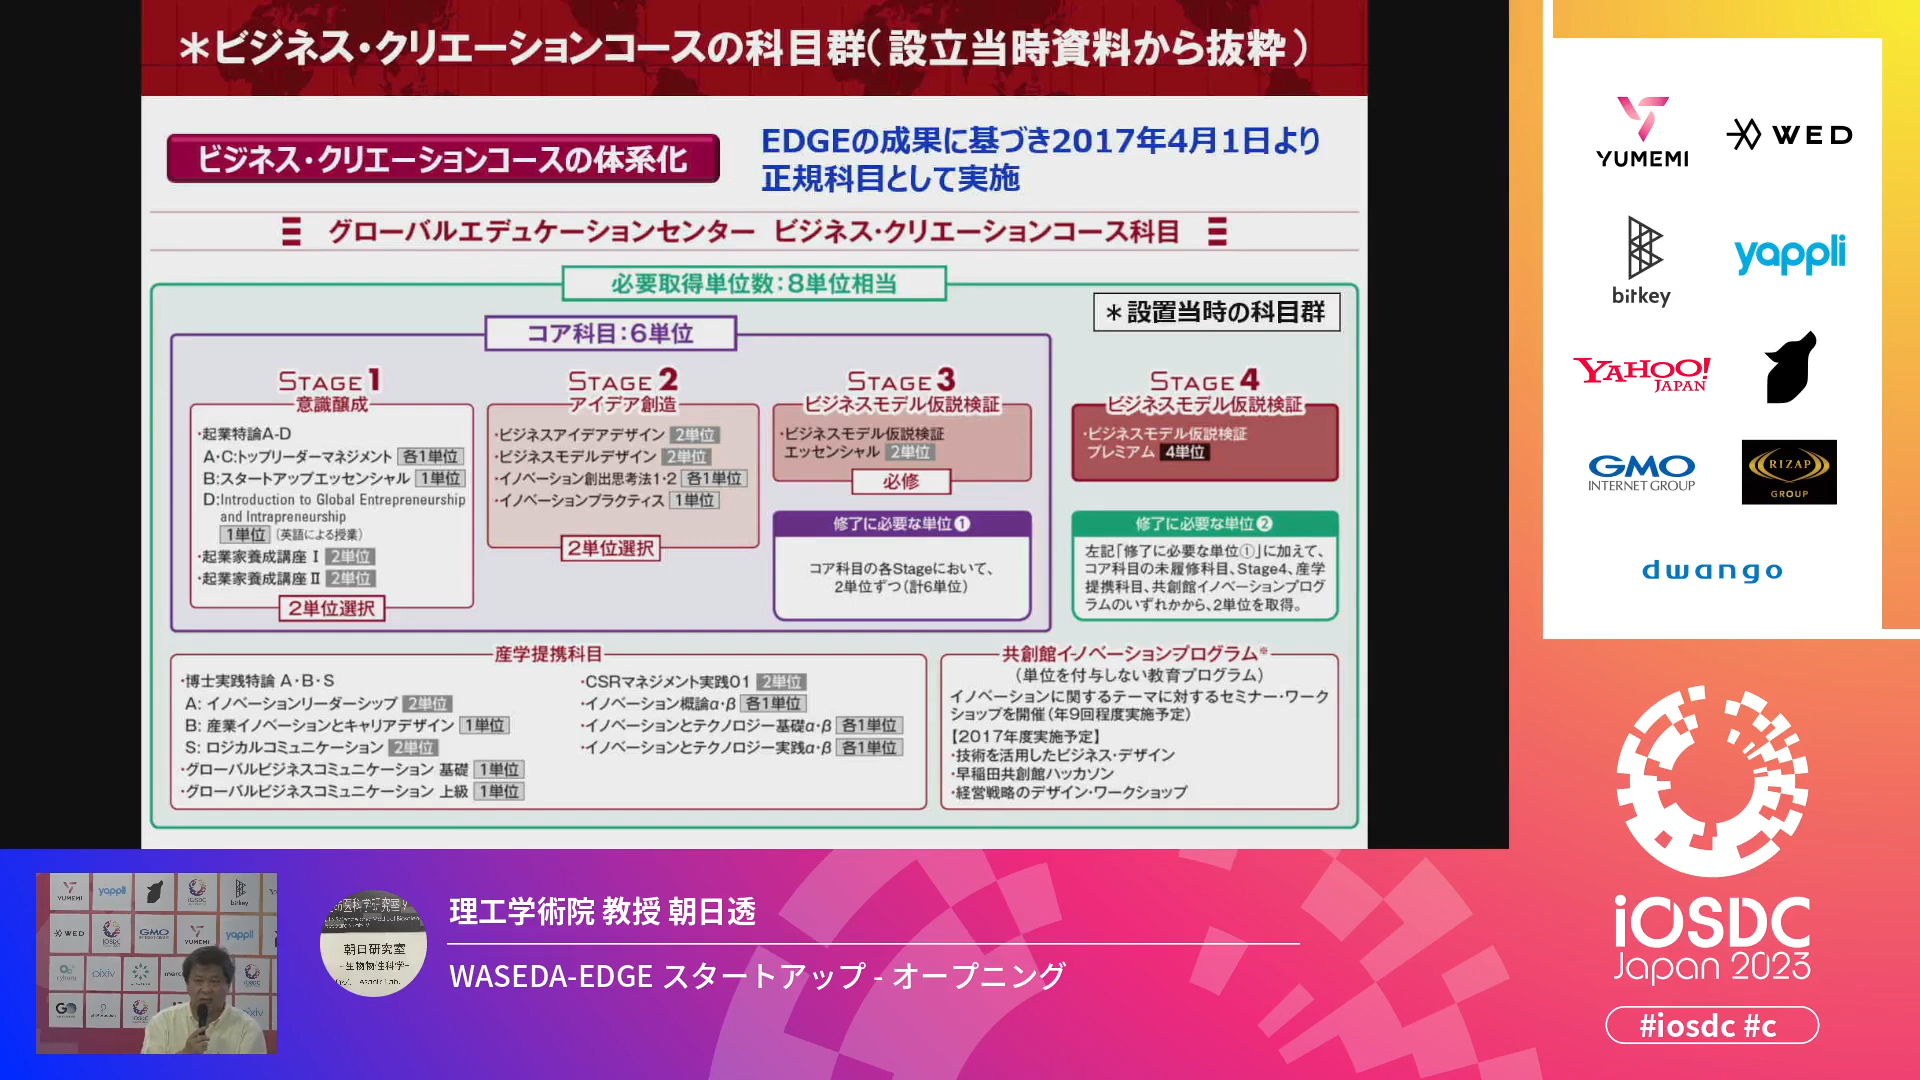 ＊ビジネス・クリエーションコースの科目群（設立当時資料から抜粋）
ビジネス・クリエーションコースの体系化
EDGEの成果に基づき2017年4月1日より
正規科目として実施
グローバルエデュケーションセンター ビジネス・クリエーションコース科目
必要取得単位数：8単位相当
＊設置当時の科目群
コア科目：6単位
STAGE 1
意識醸成
・起業特論A-D
A・C：トップリーダーマネジメント 各1単位
B：スタートアップエッセンシャル 1単位
D：Introduction to Global Entrepreneurship
and Intrapreneurship
1単位 （英語による授業）
・起業家養成講座 Ⅰ 2単位
・起業家養成講座 Ⅱ 2単位
2単位選択
STAGE 2
アイデア創造
・ビジネスアイデアデザイン 2単位
・ビジネスモデルデザイン 2単位
・イノベーション創出思考法1・2 各1単位
・イノベーションプラクティス 1単位
2単位選択
STAGE 3
ビジネスモデル仮説検証
・ビジネスモデル仮説検証
エッセンシャル 2単位
必修
修了に必要な単位❶
コア科目の各Stageにおいて、
2単位ずつ（計6単位）
STAGE 4
ビジネスモデル仮説検証
・ビジネスモデル仮説検証
プレミアム 4単位
修了に必要な単位❷
左記「修了に必要な単位①」に加えて、
コア科目の未履修科目、Stage4、産学
提携科目、共創館イノベーションプログ
ラムのいずれかから、2単位を取得。
産学提携科目
・博士実践特論 A・B・S
A: イノベーションリーダーシップ 2単位
B: 産業イノベーションとキャリアデザイン 1単位
S: ロジカルコミュニケーション 2単位
・グローバルビジネスコミュニケーション 基礎 1単位
・グローバルビジネスコミュニケーション 上級 1単位
・CSRマネジメント実践01 2単位
・イノベーション概論α・β 各1単位
・イノベーションとテクノロジー基礎α・β 各1単位
・イノベーションとテクノロジー実践α・β 各1単位
共創館イノベーションプログラム※
（単位を付与しない教育プログラム）
イノベーションに関するテーマに対するセミナー・ワーク
ショップを開催（年9回程度実施予定）
【2017年度実施予定】
・技術を活用したビジネス・デザイン
・早稲田共創館ハッカソン
・経営戦略のデザイン・ワークショップ
YUMEMI
WED
bitkey
yappli
YAHOO!
JAPAN
GMO
INTERNET GROUP
RIZAP
GROUP
dwango
iOSDC
Japan 2023
#iosdc #c
朝日研究室
-生物物性科学-
理工学術院 教授 朝日透
WASEDA-EDGE スタートアップ - オープニング